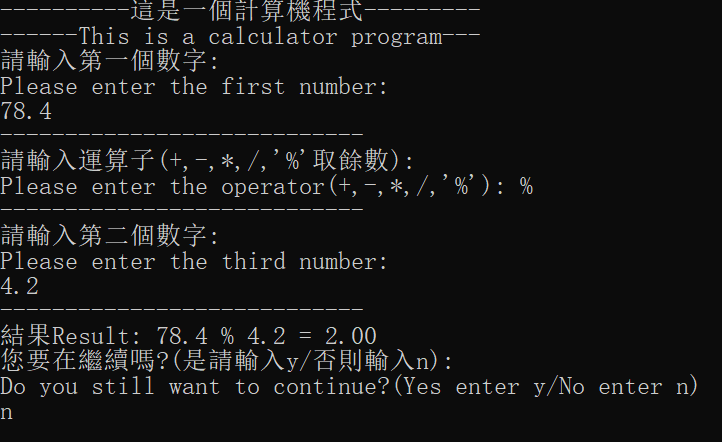 ----------這是一個計算機程式---------
------This is a calculator program---
請輸入第一個數字:
Please enter the first number:
78.4
----------------------------
請輸入運算子(+,-,*,/,'%'取餘數):
Please enter the operator(+,-,*,/,'%'): %
----------------------------
請輸入第二個數字:
Please enter the third number:
4.2
----------------------------
結果Result: 78.4 % 4.2 = 2.00
您要在繼續嗎?(是請輸入y/否則輸入n):
Do you still want to continue?(Yes enter y/No enter n)
n